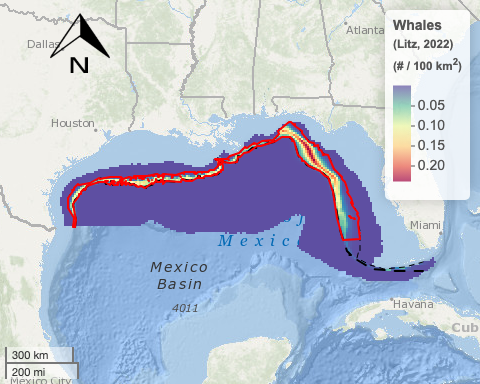 Whales
(Litz, 2022)
(# / 100 km²)
0.05
0.10
0.15
0.20
Dallas
Atlanta
N
Houston
Miami
Mexic
Mexico
Basin
4011
Havana
Cub
300 km
200 mi
Mexico City